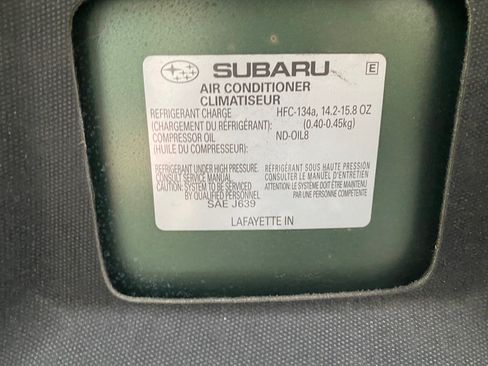 SUBARU E
AIR CONDITIONER
CLIMATISEUR
REFRIGERANT CHARGE HFC-134a, 14.2-15.8 OZ
(CHARGEMENT DU RÉFRIGÉRANT): (0.40-0.45kg)
COMPRESSOR OIL ND-OIL8
(HUILE DU COMPRESSEUR):
REFRIGERANT UNDER HIGH PRESSURE.
CONSULT SERVICE MANUAL.
CAUTION: SYSTEM TO BE SERVICED
BY QUALIFIED PERSONNEL
SAE J639
RÉFRIGÉRANT SOUS HAUTE PRESSION
CONSULTER LE MANUEL D'ENTRETIEN
ATTENTION: LE SYSTÈME DOIT ÊTRE MAINTENU
PAR UNE PERSONNE COMPÉTENTE
LAFAYETTE IN